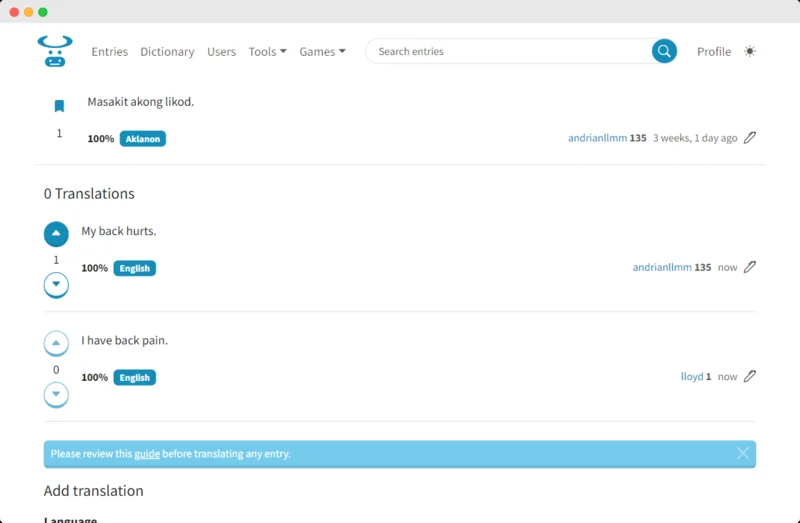 Entries Dictionary Users Tools Games Search entries Profile
Masakit akong likod.
1
100% Aklanon andrianllmm 135 3 weeks, 1 day ago
0 Translations
My back hurts.
1
100% English andrianllmm 135 now
I have back pain.
0
100% English lloyd 1 now
Please review this guide before translating any entry.
Add translation
Language